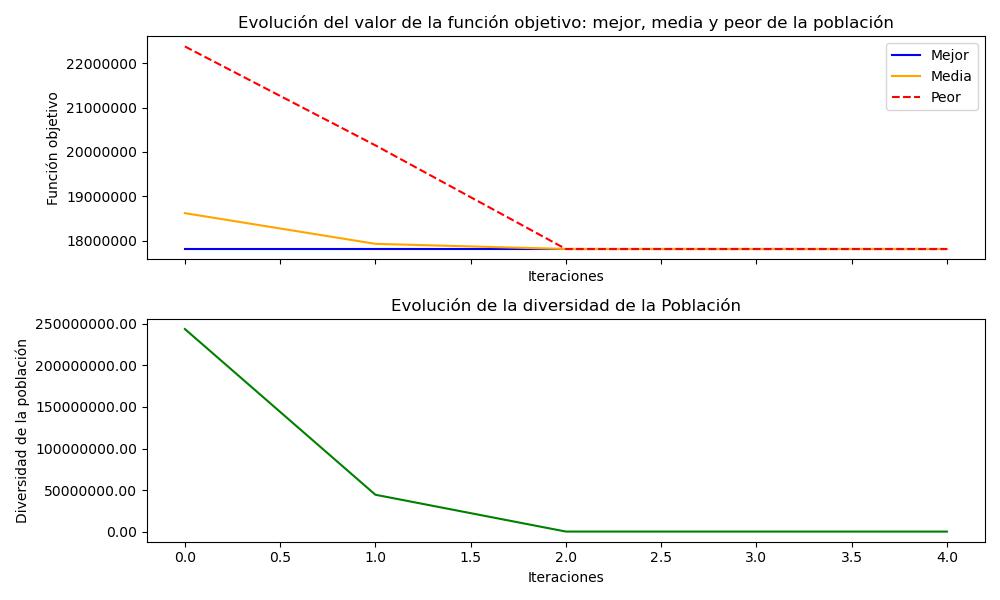 Evolución del valor de la función objetivo: mejor, media y peor de la población
Función objetivo
22000000
21000000
20000000
19000000
18000000
Mejor
Media
Peor
Iteraciones
Evolución de la diversidad de la Población
Diversidad de la población
250000000.00
200000000.00
150000000.00
100000000.00
50000000.00
0.00
0.0 0.5 1.0 1.5 2.0 2.5 3.0 3.5 4.0
Iteraciones